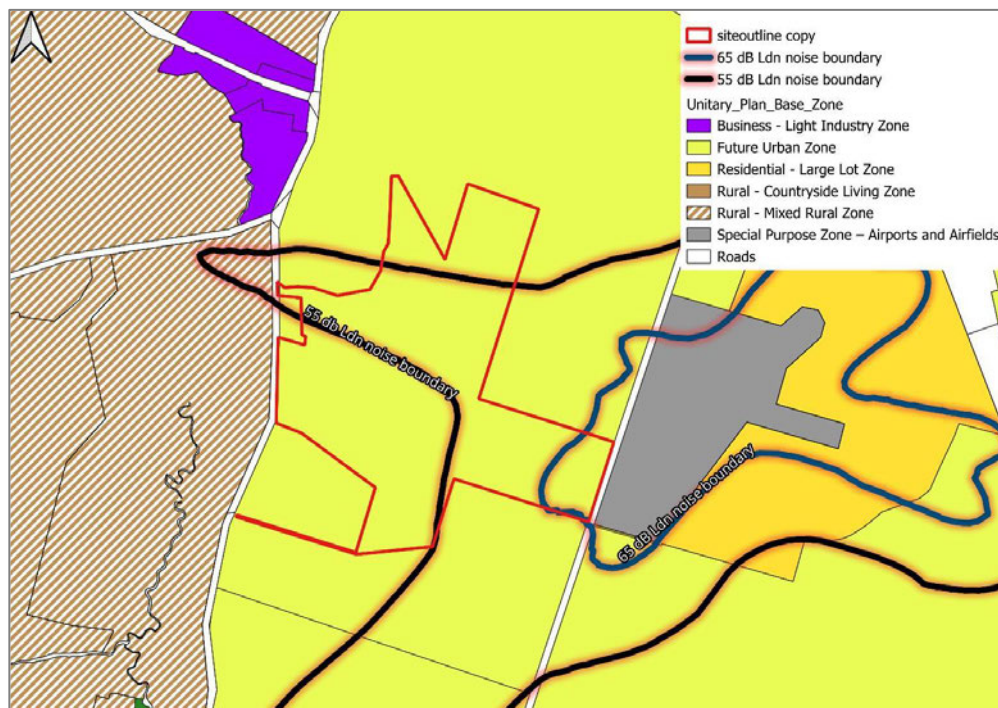 siteoutline copy
65 dB Ldn noise boundary
55 dB Ldn noise boundary
Unitary_Plan_Base_Zone
Business - Light Industry Zone
Future Urban Zone
Residential - Large Lot Zone
Rural - Countryside Living Zone
Rural - Mixed Rural Zone
Special Purpose Zone – Airports and Airfields
Roads
55 dB Ldn noise boundary
65 dB Ldn noise boundary